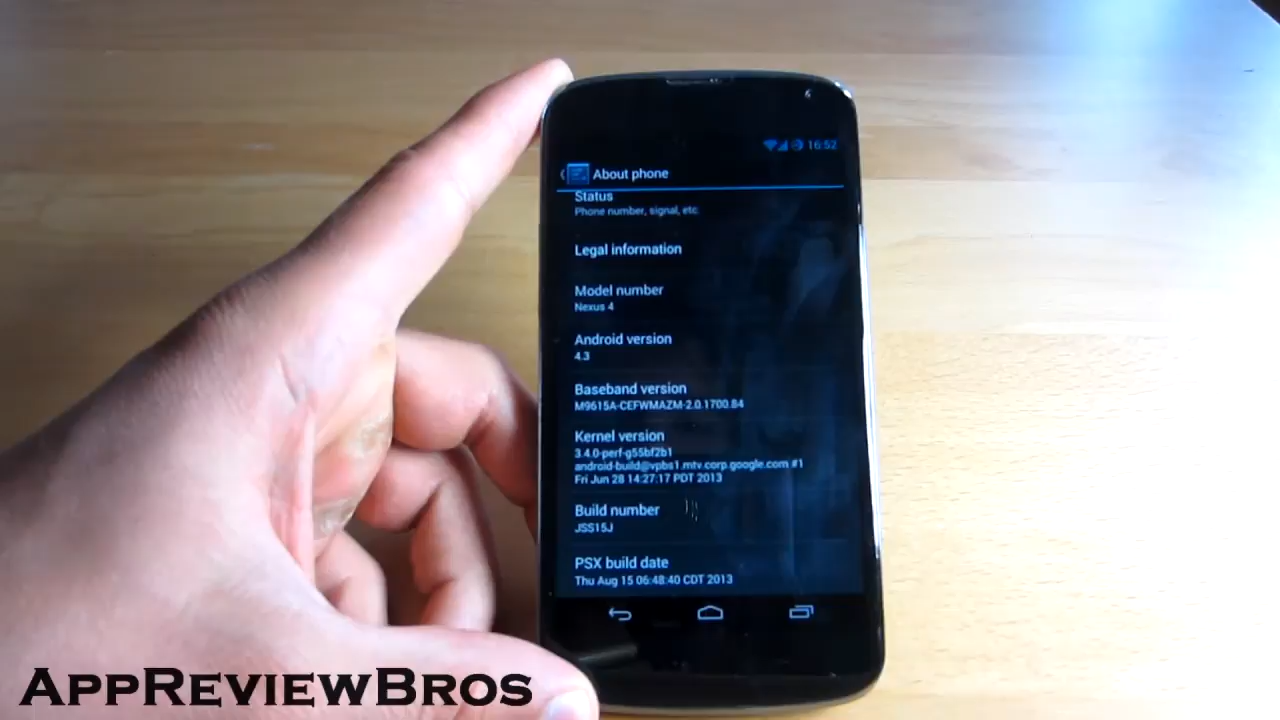 16:52
About phone
Status
Phone number, signal, etc.
Legal information
Model number
Nexus 4
Android version
4.3
Baseband version
M9615A-CEFWMAZM-2.0.1700.84
Kernel version
3.4.0-perf-g55bf2b1
android-build@vpbs1.mtv.corp.google.com #1
Fri Jun 28 14:27:17 PDT 2013
Build number
JSS15J
PSX build date
Thu Aug 15 06:48:40 CDT 2013
AppReviewBros